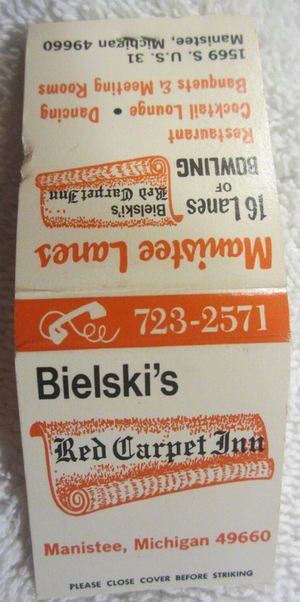 1569 S. U.S. 31
Manistee, Michigan 49660
Restaurant
Cocktail Lounge • Dancing
Banquets & Meeting Rooms
Manistee Lanes
16 Lanes
OF
BOWLING
Bielski's
Red Carpet Inn
723-2571
Bielski's
Red Carpet Inn
Manistee, Michigan 49660
PLEASE CLOSE COVER BEFORE STRIKING